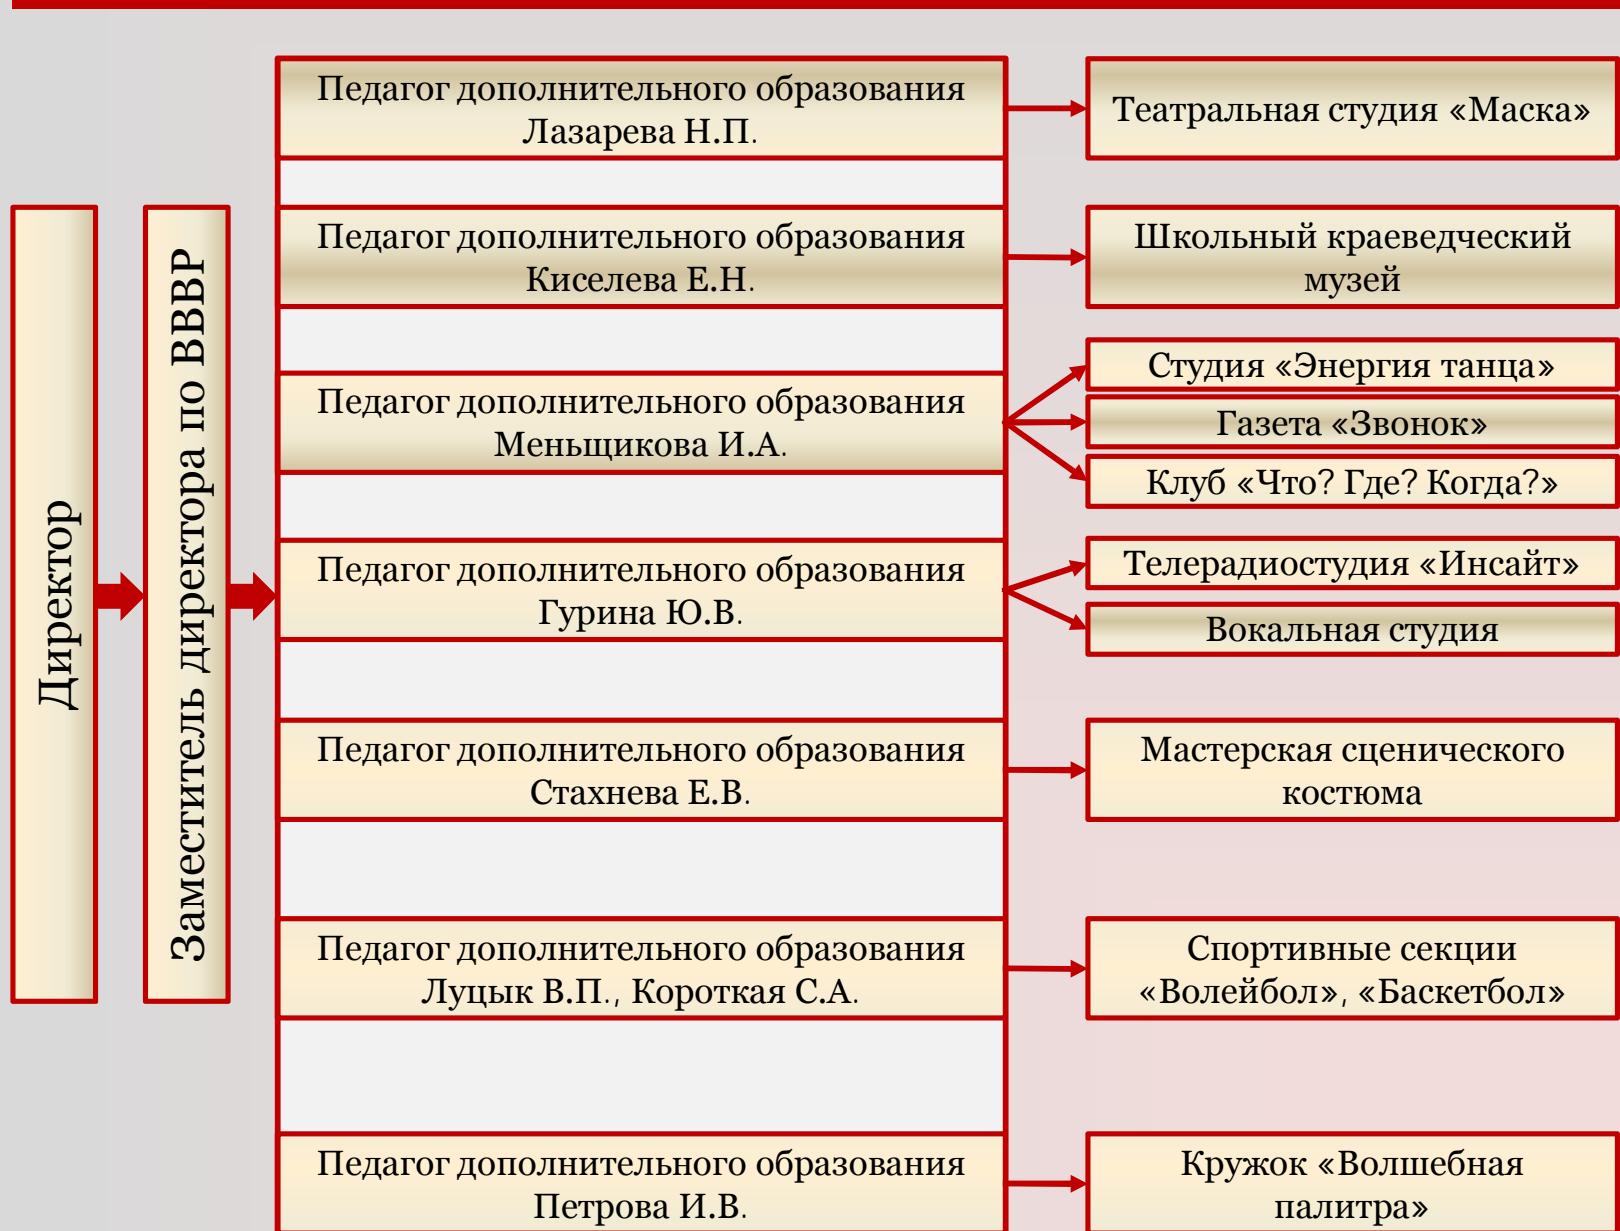 Директор
Заместитель директора по ВВВР
Педагог дополнительного образования
Лазарева Н.П.
Театральная студия «Маска»
Педагог дополнительного образования
Киселева Е.Н.
Школьный краеведческий
музей
Педагог дополнительного образования
Меньщикова И.А.
Студия «Энергия танца»
Газета «Звонок»
Клуб «Что? Где? Когда?»
Педагог дополнительного образования
Гурина Ю.В.
Телерадиостудия «Инсайт»
Вокальная студия
Педагог дополнительного образования
Стахнева Е.В.
Мастерская сценического
костюма
Педагог дополнительного образования
Луцык В.П., Короткая С.А.
Спортивные секции
«Волейбол», «Баскетбол»
Педагог дополнительного образования
Петрова И.В.
Кружок «Волшебная
палитра»